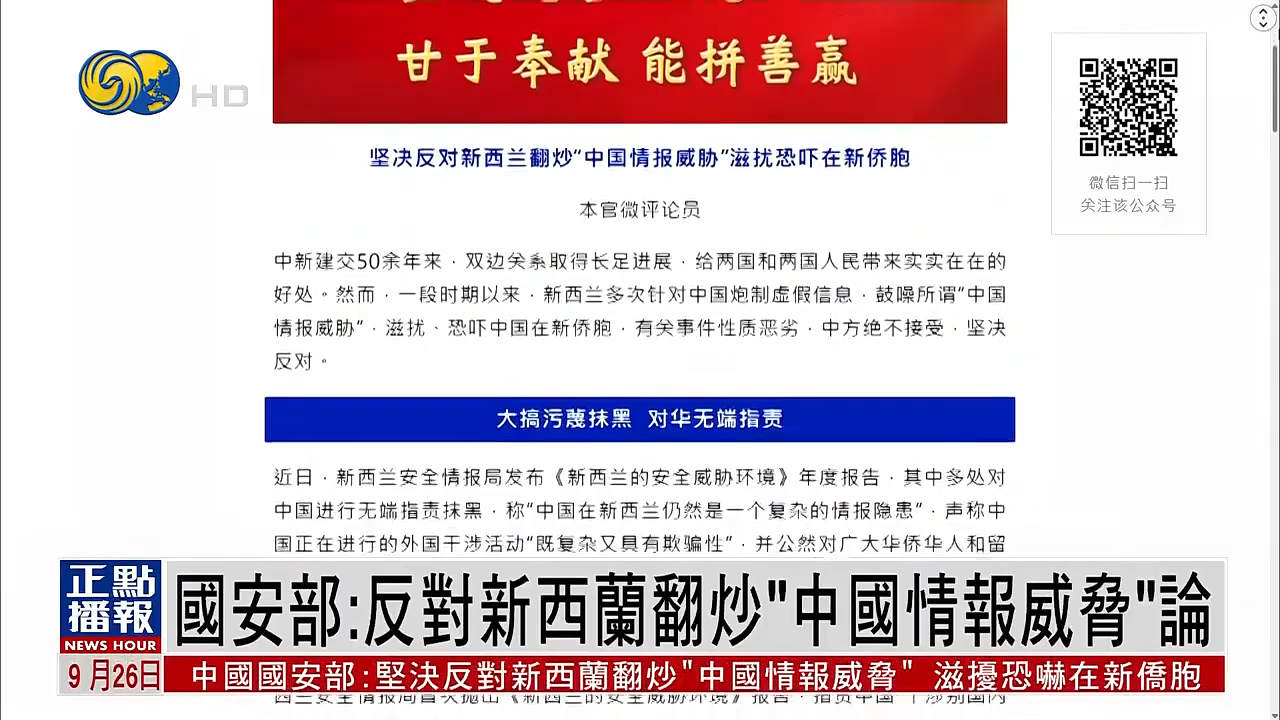 甘于奉献 能拼善赢
HD
坚决反对新西兰翻炒“中国情报威胁”滋扰恐吓在新侨胞
微信扫一扫
关注该公众号
本官微评论员
中新建交50余年来，双边关系取得长足进展，给两国和两国人民带来实实在在的
好处。然而，一段时期以来，新西兰多次针对中国炮制虚假信息，鼓噪所谓“中国
情报威胁”，滋扰、恐吓中国在新侨胞，有关事件性质恶劣，中方绝不接受，坚决
反对。
大搞污蔑抹黑 对华无端指责
近日，新西兰安全情报局发布《新西兰的安全威胁环境》年度报告，其中多处对
中国进行无端指责抹黑，称“中国在新西兰仍然是一个复杂的情报隐患”，声称中
国正在进行的外国干涉活动“既复杂又具有欺骗性”，并公然对广大华侨华人和留
正點
播報
NEWS HOUR
國安部:反對新西蘭翻炒"中國情報威脅"論
9月26日
中國國安部:堅決反對新西蘭翻炒"中國情報威脅" 滋擾恐嚇在新僑胞